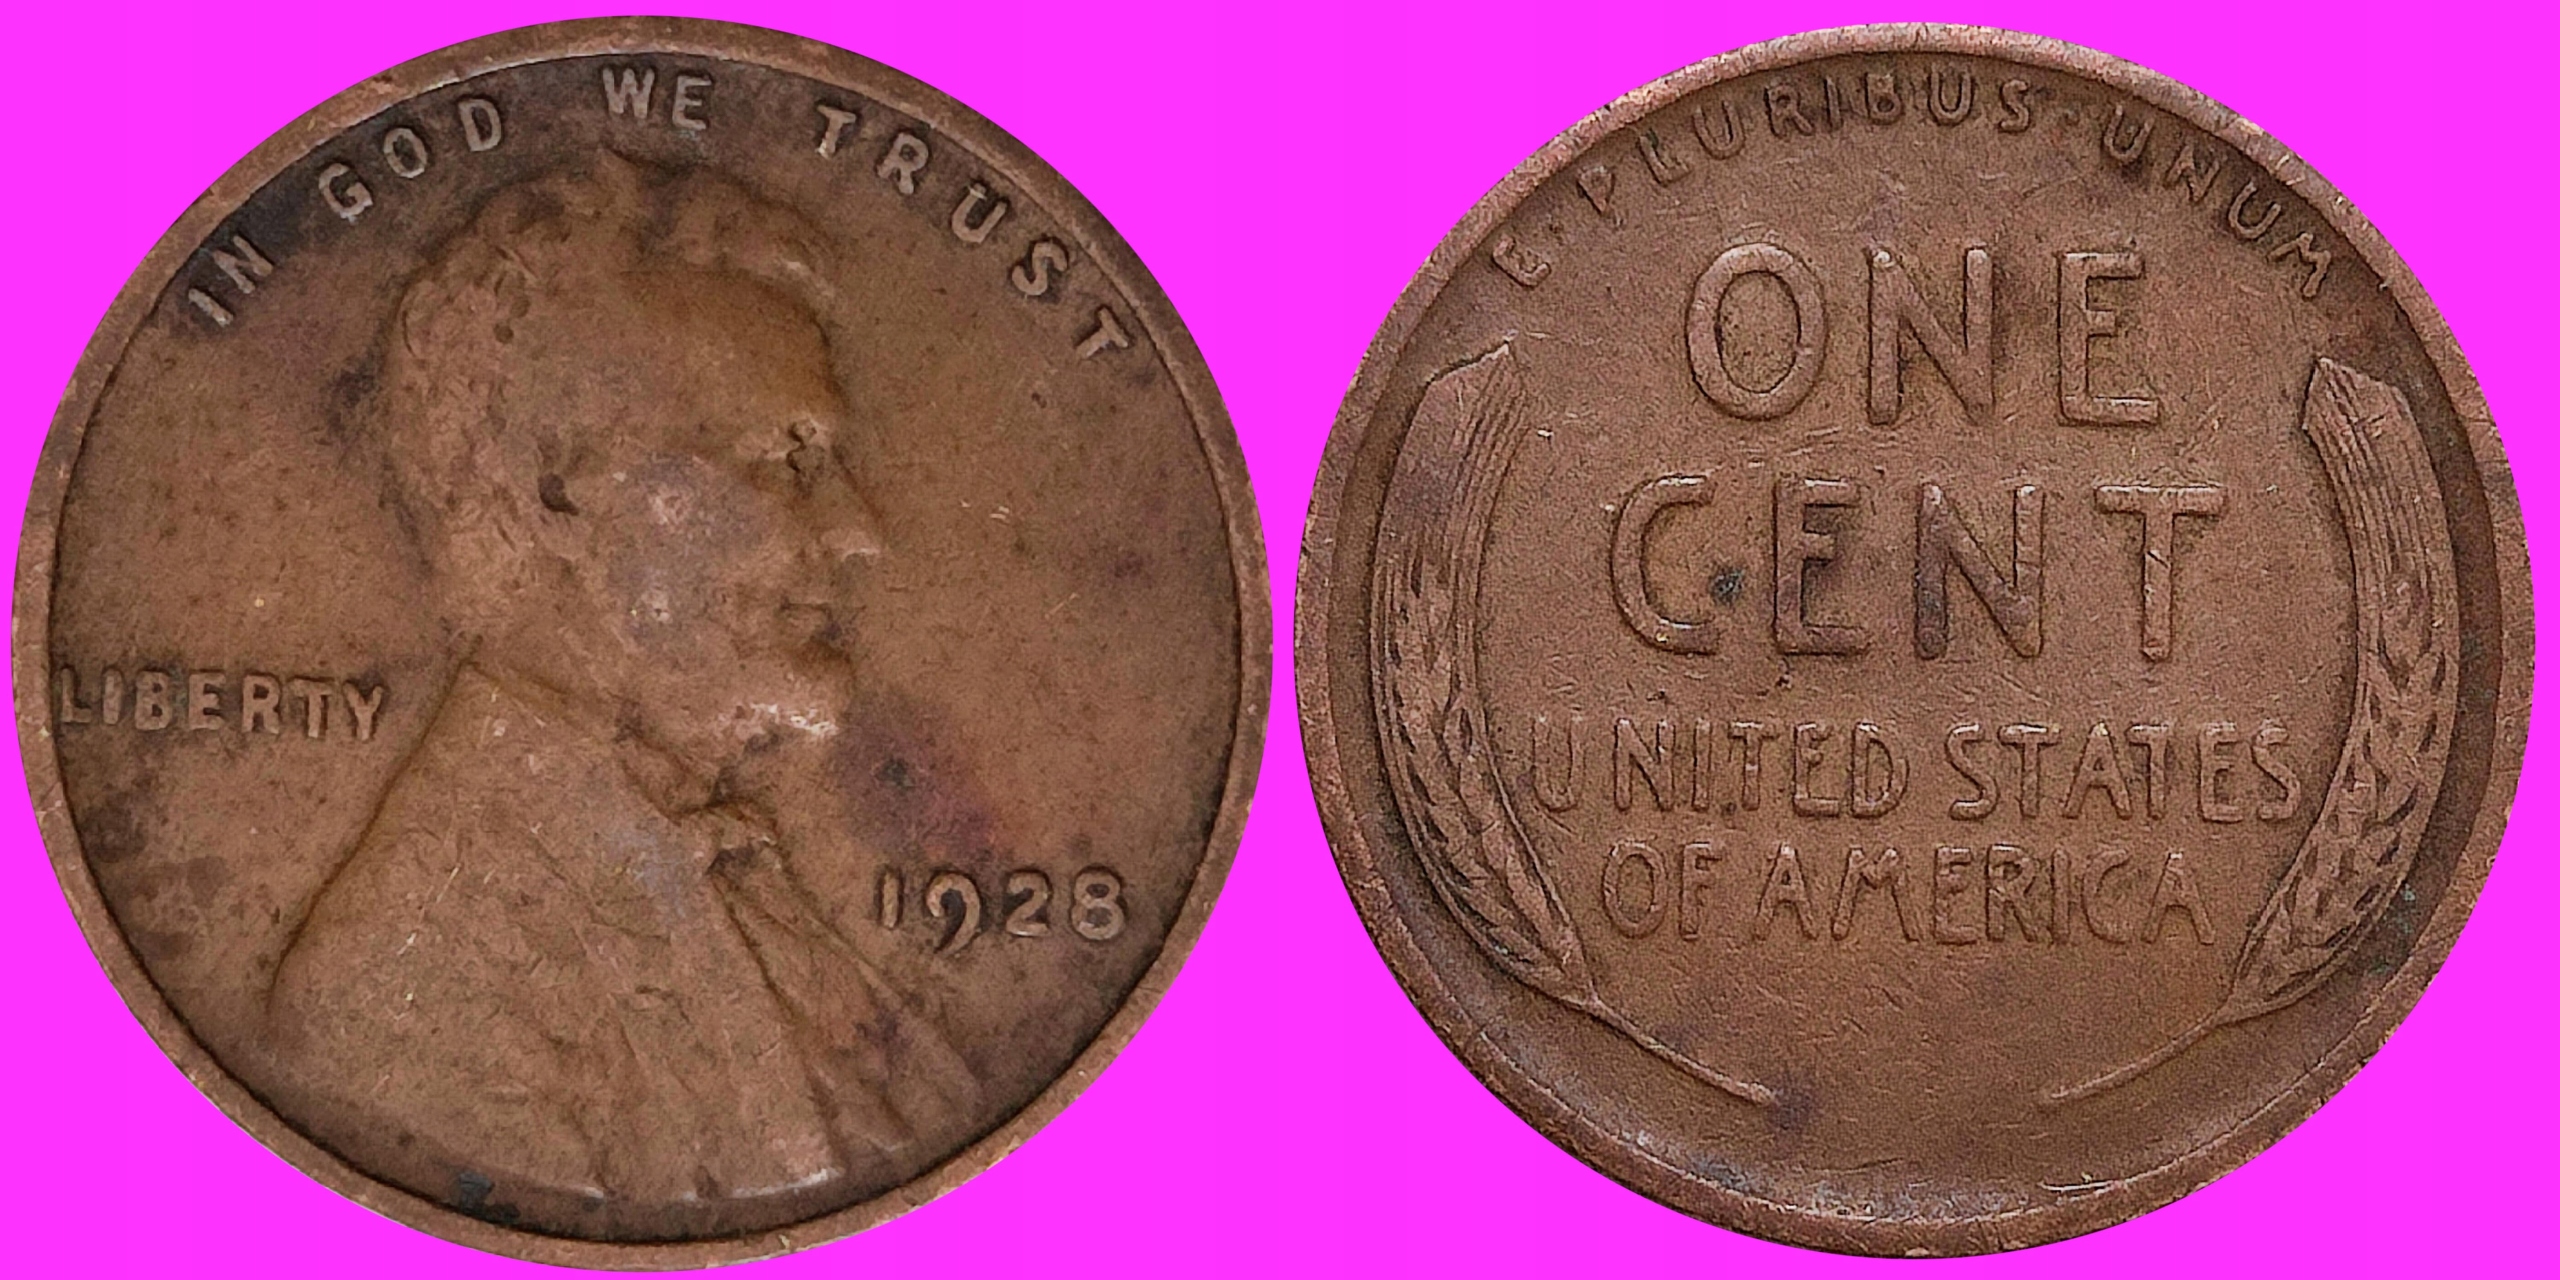 IN GOD WE TRUST
LIBERTY
1928
E·PLURIBUS·UNUM
ONE
CENT
UNITED STATES
OF AMERICA